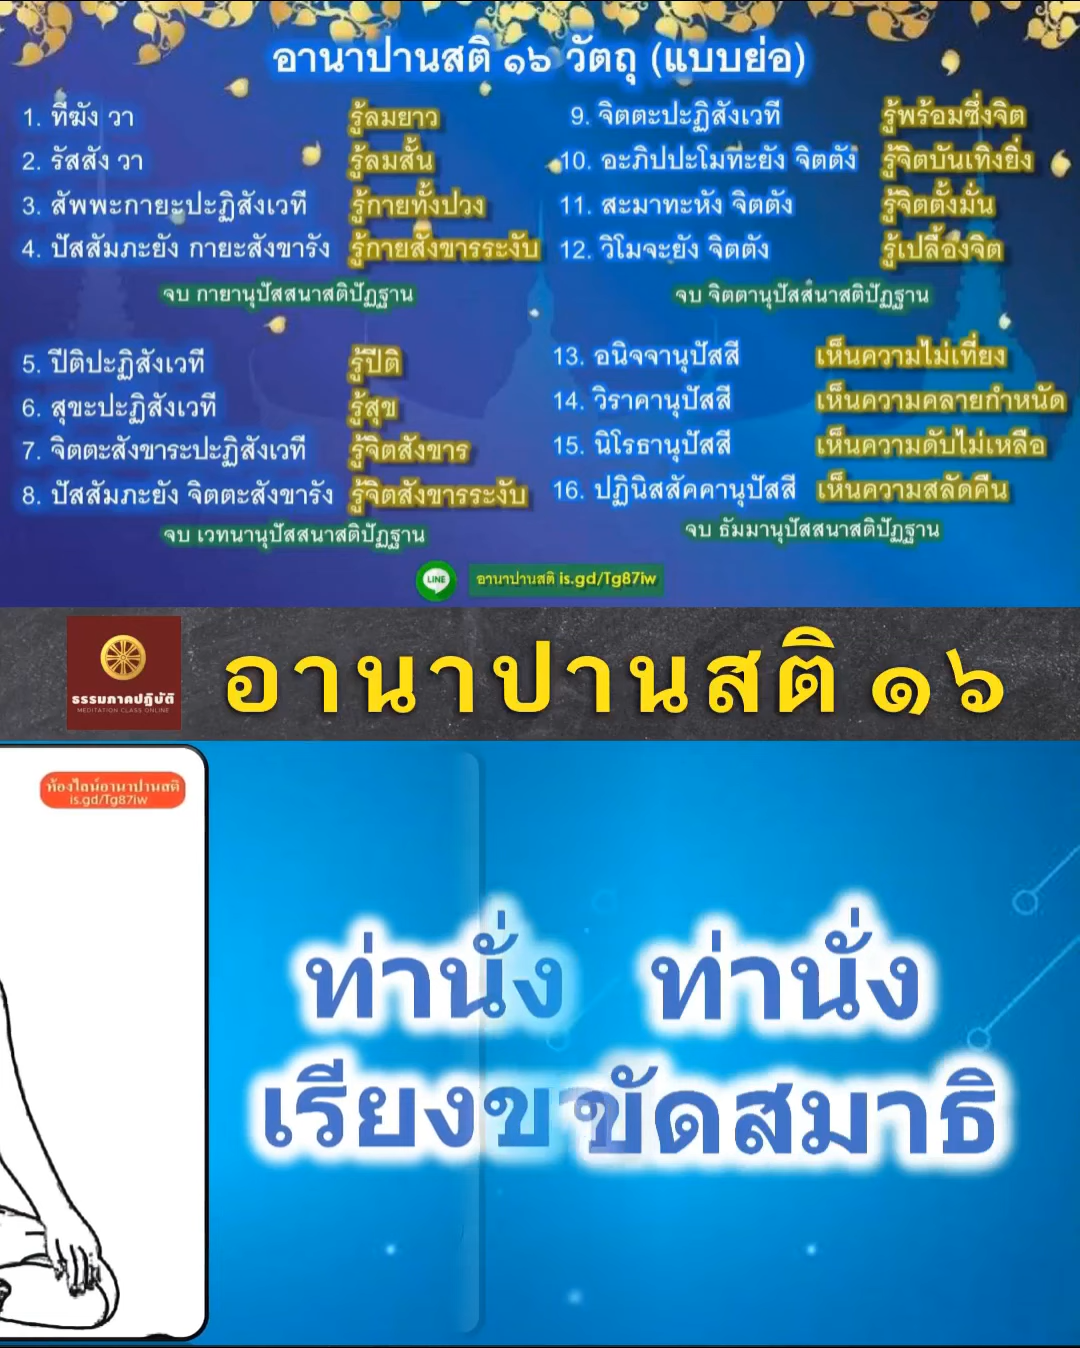 อานาปานสติ ๑๖ วัตถุ (แบบย่อ)
1. ทีฆัง วา รู้ลมยาว
2. รัสสัง วา รู้ลมสั้น
3. สัพพะกายะปะฏิสังเวที รู้กายทั้งปวง
4. ปัสสัมภะยัง กายะสังขารัง รู้กายสังขารระงับ
จบ กายานุปัสสนาสติปัฏฐาน
5. ปีติปะฏิสังเวที รู้ปีติ
6. สุขะปะฏิสังเวที รู้สุข
7. จิตตะสังขาระปะฏิสังเวที รู้จิตสังขาร
8. ปัสสัมภะยัง จิตตะสังขารัง รู้จิตสังขารระงับ
จบ เวทนานุปัสสนาสติปัฏฐาน
9. จิตตะปะฏิสังเวที รู้พร้อมซึ่งจิต
10. อะภิปปะโมทะยัง จิตตัง รู้จิตบันเทิงยิ่ง
11. สะมาทะหัง จิตตัง รู้จิตตั้งมั่น
12. วิโมจะยัง จิตตัง รู้เปลื้องจิต
จบ จิตตานุปัสสนาสติปัฏฐาน
13. อนิจจานุปัสสี เห็นความไม่เที่ยง
14. วิราคานุปัสสี เห็นความคลายกำหนัด
15. นิโรธานุปัสสี เห็นความดับไม่เหลือ
16. ปฏินิสสัคคานุปัสสี เห็นความสลัดคืน
จบ ธัมมานุปัสสนาสติปัฏฐาน
LINE อานาปานสติ is.gd/Tg87iw
ธรรมภาคปฏิบัติ
MEDITATION CLASS ONLINE
อานาปานสติ ๑๖
ห้องไลน์อานาปานสติ
is.gd/Tg87iw
ท่านั่ง ท่านั่ง
เรียงข ขัดสมาธิ